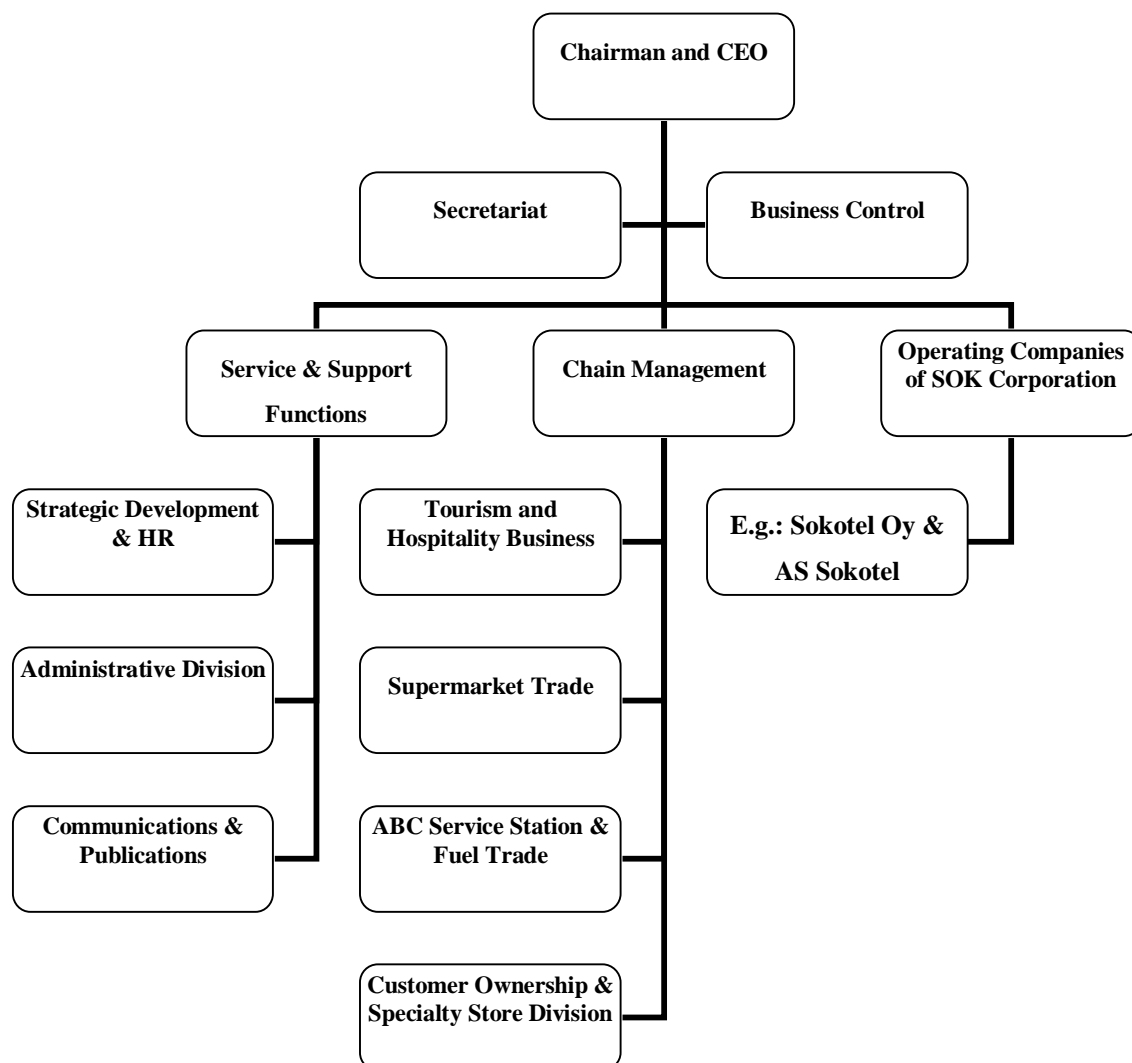 Chairman and CEO
Secretariat
Business Control
Service & Support
Functions
Chain Management
Operating Companies
of SOK Corporation
Strategic Development
& HR
Tourism and
Hospitality Business
E.g.: Sokotel Oy &
AS Sokotel
Administrative Division
Supermarket Trade
Communications &
Publications
ABC Service Station &
Fuel Trade
Customer Ownership &
Specialty Store Division